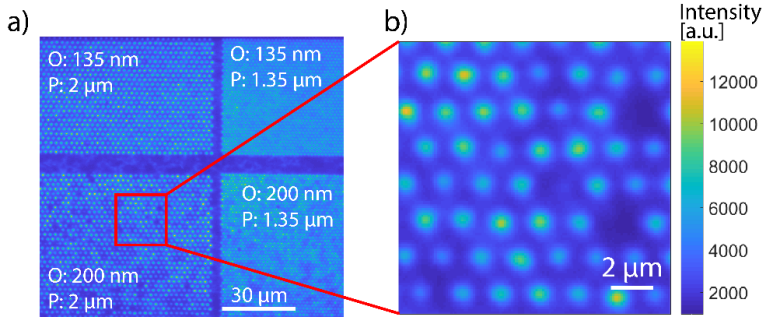 a)
O: 135 nm
P: 2 μm
O: 135 nm
P: 1.35 μm
O: 200 nm
P: 1.35 μm
O: 200 nm
P: 2 μm
30 μm
b)
2 μm
Intensity
[a.u.]
12000
10000
8000
6000
4000
2000